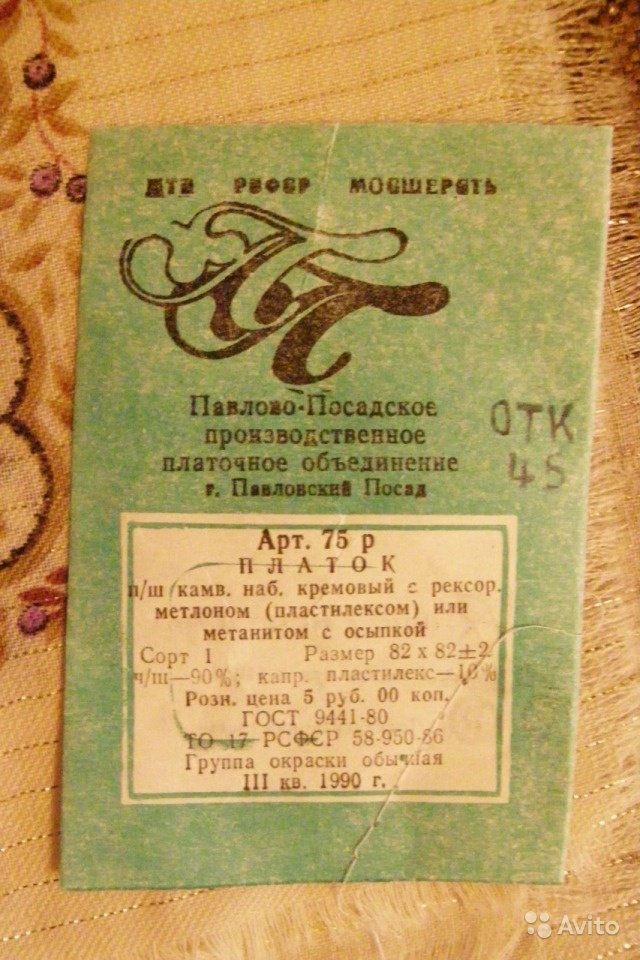 МТП РСФСР МОСШЕРСТЬ
ПП
Павлово-Посадское
производственное
платочное объединение
г. Павловский Посад
ОТК
45
Арт. 75 р
ПЛАТОК
п/ш камв. наб. кремовый с рексор.
метлоном (пластилексом) или
метанитом с осыпкой
Сорт 1 Размер 82 х 82±2
ч/ш—90%; капр. пластилекс—10%
Розн. цена 5 руб. 00 коп.
ГОСТ 9441-80
ТО 17 РСФСР 58-950-86
Группа окраски обычная
III кв. 1990 г.
Avito